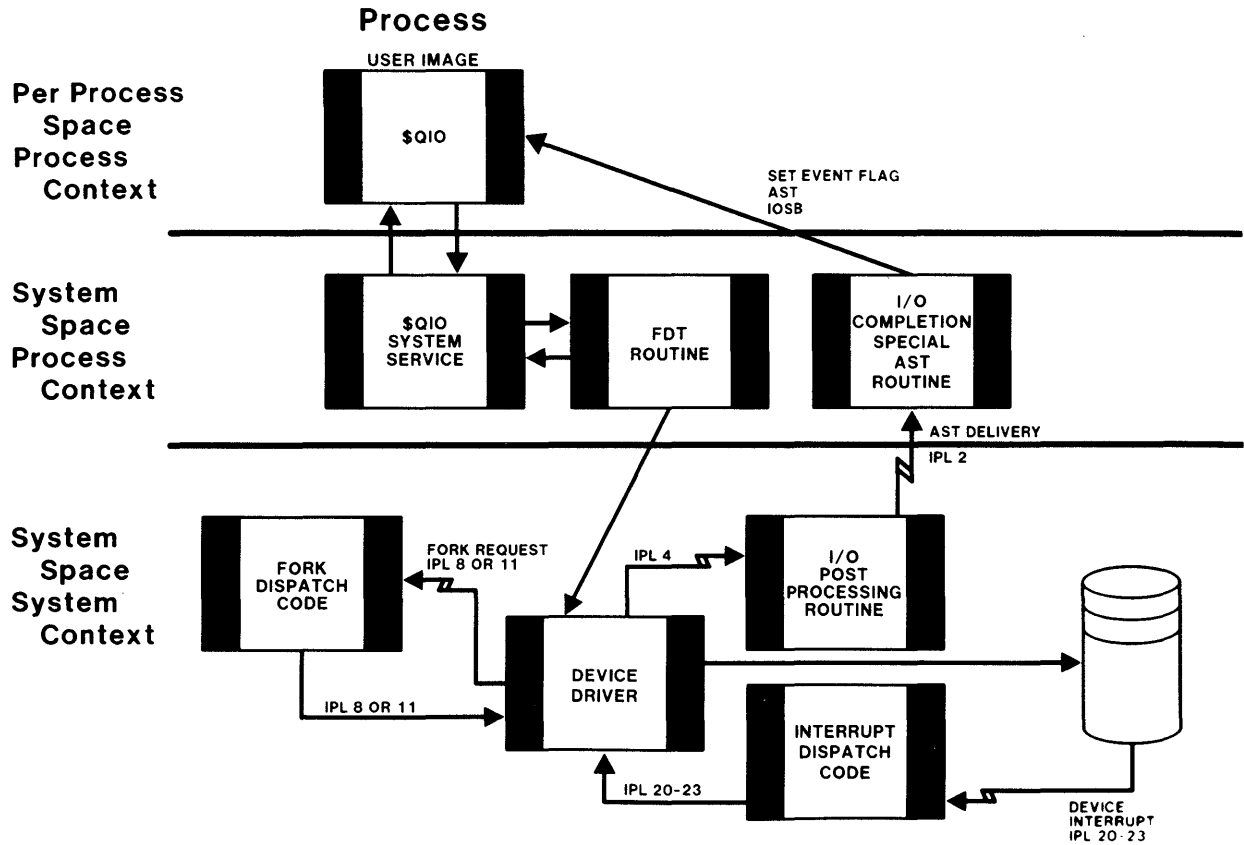 Process
USER IMAGE
Per Process
Space
Process
Context
$QIO
SET EVENT FLAG
AST
IOSB
System
Space
Process
Context
$QIO
SYSTEM
SERVICE
FDT
ROUTINE
I/O
COMPLETION
SPECIAL
AST
ROUTINE
AST DELIVERY
IPL 2
System
Space
System
Context
FORK
DISPATCH
CODE
FORK REQUEST
IPL 8 OR 11
IPL 4
I/O
POST
PROCESSING
ROUTINE
IPL 8 OR 11
DEVICE
DRIVER
INTERRUPT
DISPATCH
CODE
IPL 20-23
DEVICE
INTERRUPT
IPL 20-23